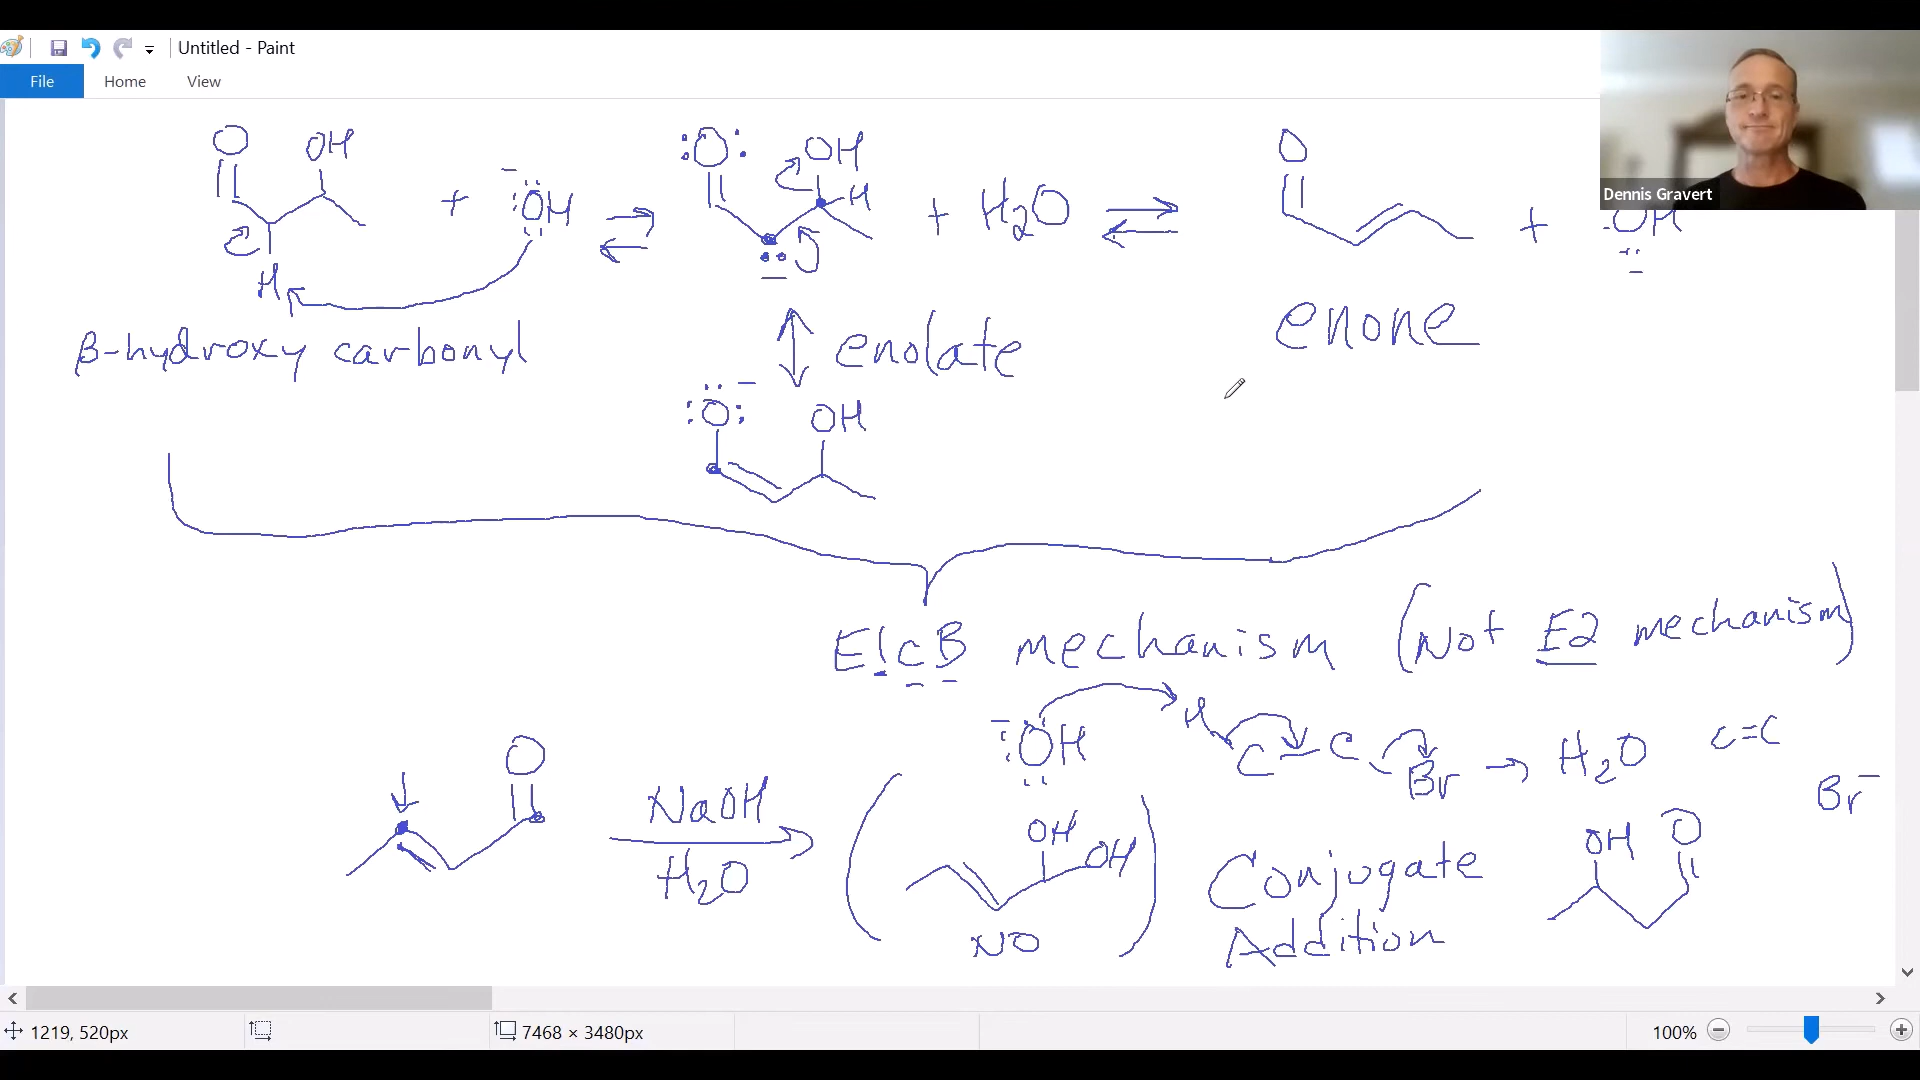 Untitled - Paint
File Home View
O OH + OH O OH H + H2O O + OH
H
Dennis Gravert
β-hydroxy carbonyl
enolate
enone
O OH
E1cB mechanism (Not E2 mechanism)
OH H C C Br → H2O C=C Br
O
NaOH
H2O
OH OH
NO
Conjugate
Addition
OH O
1219, 520px
7468 × 3480px
100%